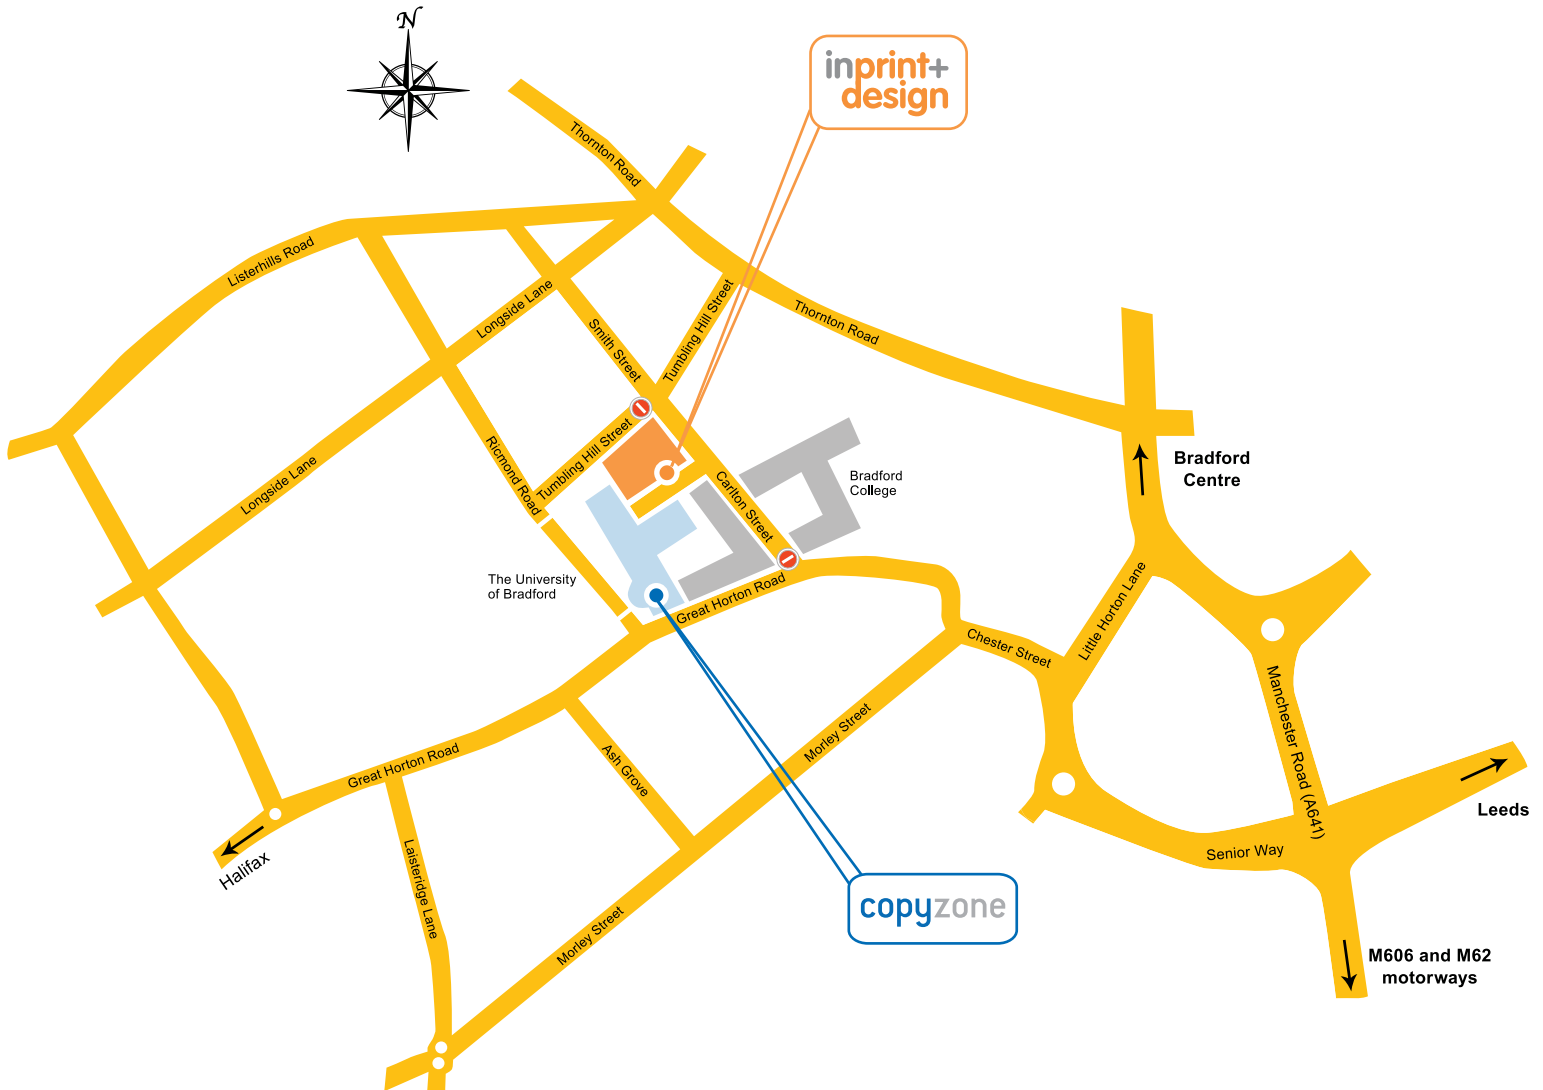 N
inprint+
design
Thornton Road
Listerhills Road
Longside Lane
Smith Street
Tumbling Hill Street
Thornton Road
Ricmond Road
Tumbling Hill Street
Longside Lane
Carlton Street
Bradford
College
Bradford
Centre
The University
of Bradford
Great Horton Road
Chester Street
Little Horton Lane
Manchester Road (A641)
Great Horton Road
Ash Grove
Morley Street
Leeds
Senior Way
Halifax
Laisteridge Lane
copyzone
Morley Street
M606 and M62
motorways